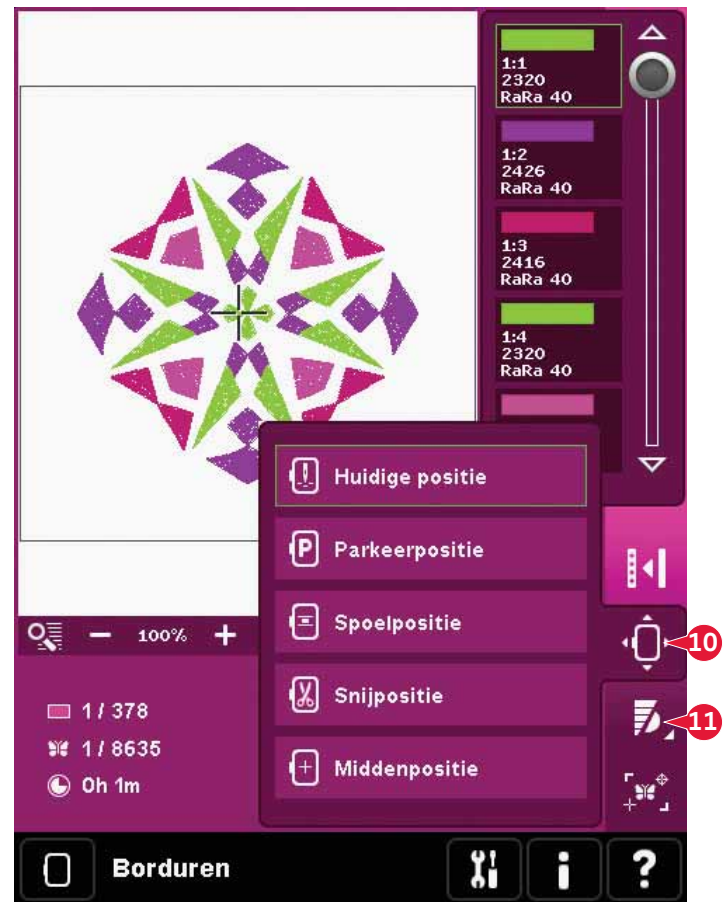 1:1
2320
RaRa 40
1:2
2426
RaRa 40
1:3
2416
RaRa 40
1:4
2320
RaRa 40
Huidige positie
Parkeerpositie
Spoelpositie
Snijpositie
Middenpositie
100%
10
11
1 / 378
1 / 8635
0h 1m
Borduren